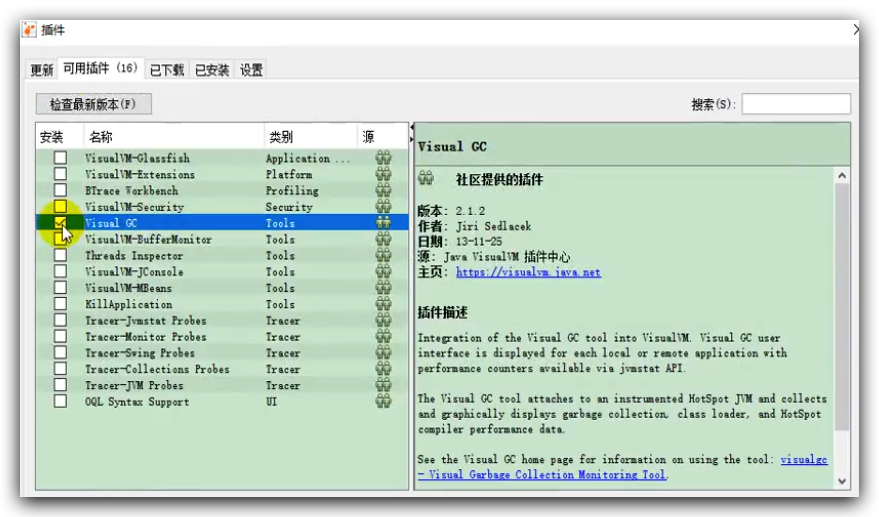 插件
更新 可用插件 (16) 已下载 已安装 设置
检查最新版本(F) 搜索(S):
安装 名称 类别 源
VisualVM-Glassfish Application ...
VisualVM-Extensions Platform
BTrace Workbench Profiling
VisualVM-Security Security
Visual GC Tools
VisualVM-BufferMonitor Tools
Threads Inspector Tools
VisualVM-JConsole Tools
VisualVM-MBeans Tools
KillApplication Tools
Tracer-Jvmstat Probes Tracer
Tracer-Monitor Probes Tracer
Tracer-Swing Probes Tracer
Tracer-Collections Probes Tracer
Tracer-JVM Probes Tracer
OQL Syntax Support UI
Visual GC
社区提供的插件
版本: 2.1.2
作者: Jiri Sedlacek
日期: 13-11-25
源: Java VisualVM 插件中心
主页: https://visualvm.java.net
插件描述
Integration of the Visual GC tool into VisualVM. Visual GC user
interface is displayed for each local or remote application with
performance counters available via jvmstat API.
The Visual GC tool attaches to an instrumented HotSpot JVM and collects
and graphically displays garbage collection, class loader, and HotSpot
compiler performance data.
See the Visual GC home page for information on using the tool: visualgc
- Visual Garbage Collection Monitoring Tool.